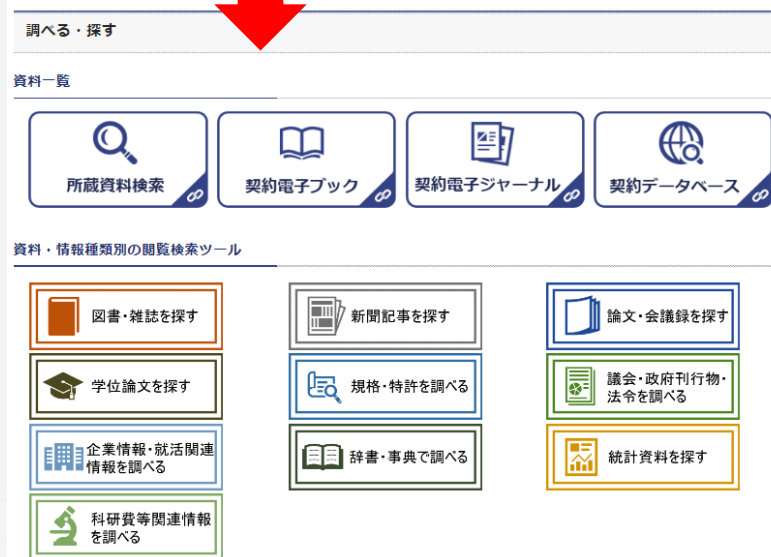 調べる・探す
資料一覧
所蔵資料検索
契約電子ブック
契約電子ジャーナル
契約データベース
資料・情報種類別の閲覧検索ツール
図書・雑誌を探す
新聞記事を探す
論文・会議録を探す
学位論文を探す
規格・特許を調べる
議会・政府刊行物・
法令を調べる
企業情報・就活関連
情報を調べる
辞書・事典で調べる
統計資料を探す
科研費等関連情報
を調べる